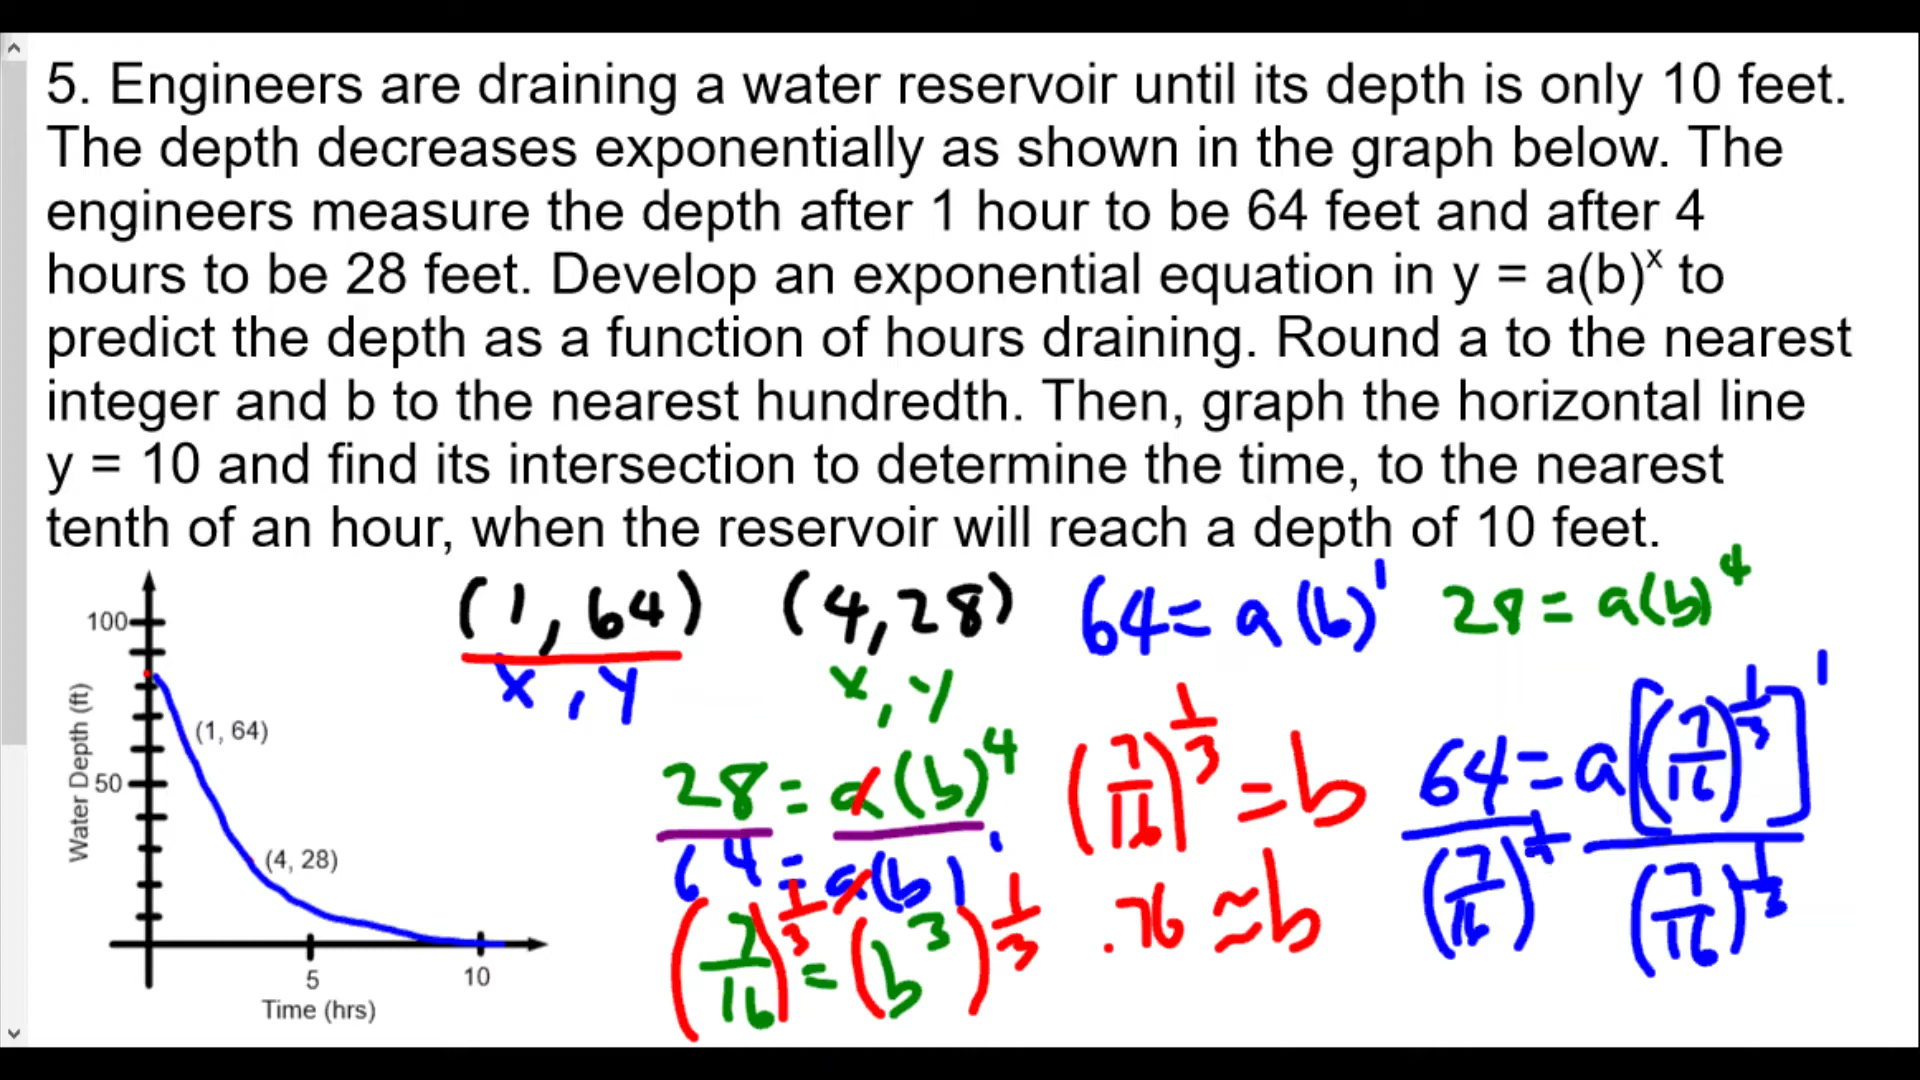 5. Engineers are draining a water reservoir until its depth is only 10 feet.
The depth decreases exponentially as shown in the graph below. The
engineers measure the depth after 1 hour to be 64 feet and after 4
hours to be 28 feet. Develop an exponential equation in y = a(b)ˣ to
predict the depth as a function of hours draining. Round a to the nearest
integer and b to the nearest hundredth. Then, graph the horizontal line
y = 10 and find its intersection to determine the time, to the nearest
tenth of an hour, when the reservoir will reach a depth of 10 feet.
100
50
Water Depth (ft)
(1, 64)
(4, 28)
5
10
Time (hrs)
(1, 64)
x, y
(4, 28)
x, y
64 = a(b)^1
28 = a(b)^4
28 = a(b)^4
64 = a(b)^1
(7/16)^(1/3) = (b^3)^(1/3)
(7/16)^(1/3) = b
.76 ≈ b
64 = a[(7/16)^(1/3)]^1
(7/16)^(1/3)
(7/16)^(1/3)